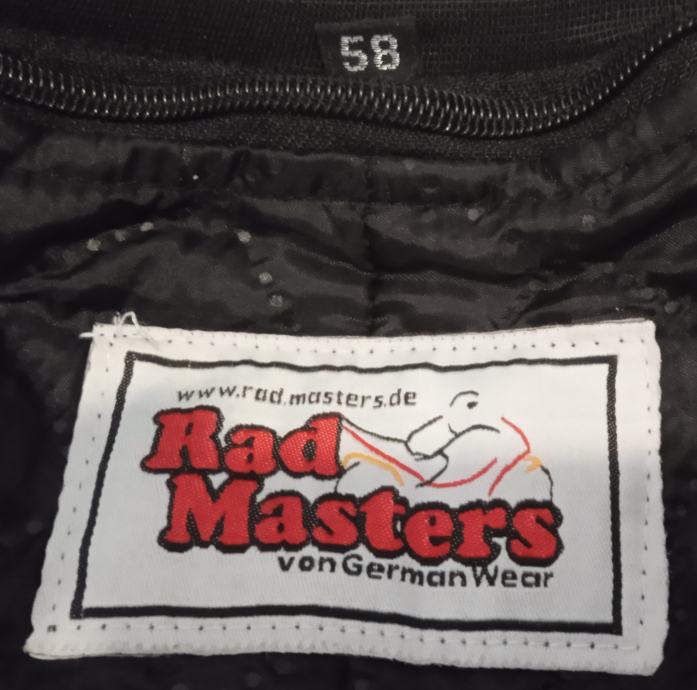 58
www.rad.masters.de
Rad
Masters
von German Wear